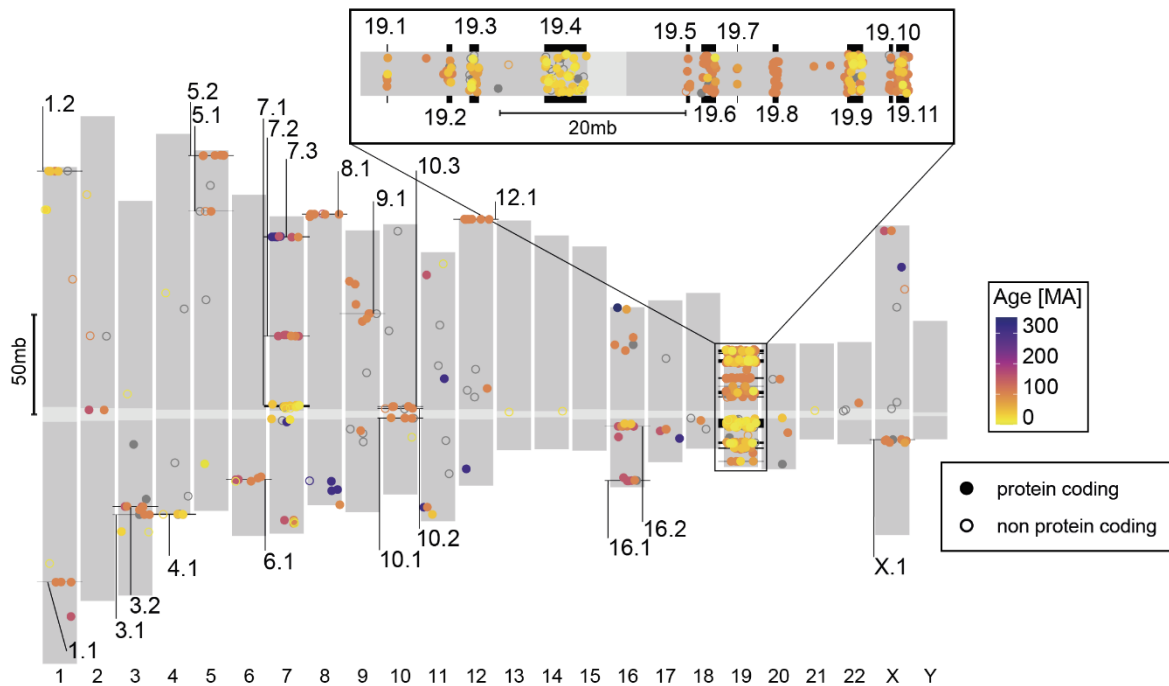 19.1 19.3 19.4 19.5 19.7 19.10
19.2 19.6 19.8 19.9 19.11
20mb
1.2 5.2 7.1 10.3
5.1 7.2
7.3 8.1 9.1 12.1
50mb
Age [MA]
300
200
100
0
protein coding
non protein coding
4.1 6.1 10.1 10.2 16.1 16.2 X.1
3.2
3.1
1.1
1 2 3 4 5 6 7 8 9 10 11 12 13 14 15 16 17 18 19 20 21 22 X Y